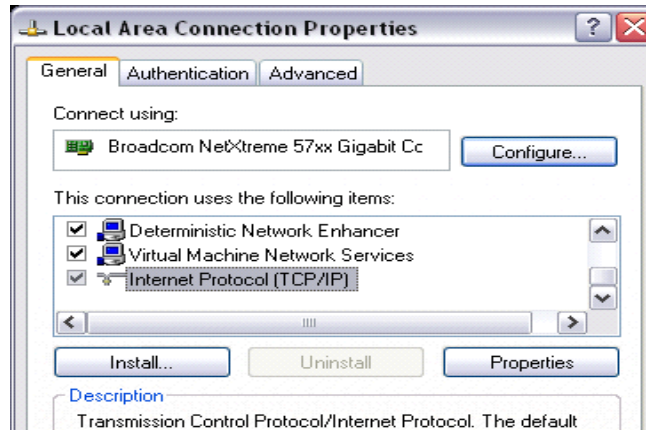 Local Area Connection Properties
General Authentication Advanced
Connect using:
Broadcom NetXtreme 57xx Gigabit Cc
Configure...
This connection uses the following items:
Deterministic Network Enhancer
Virtual Machine Network Services
Internet Protocol (TCP/IP)
Install... Uninstall Properties
Description
Transmission Control Protocol/Internet Protocol. The default